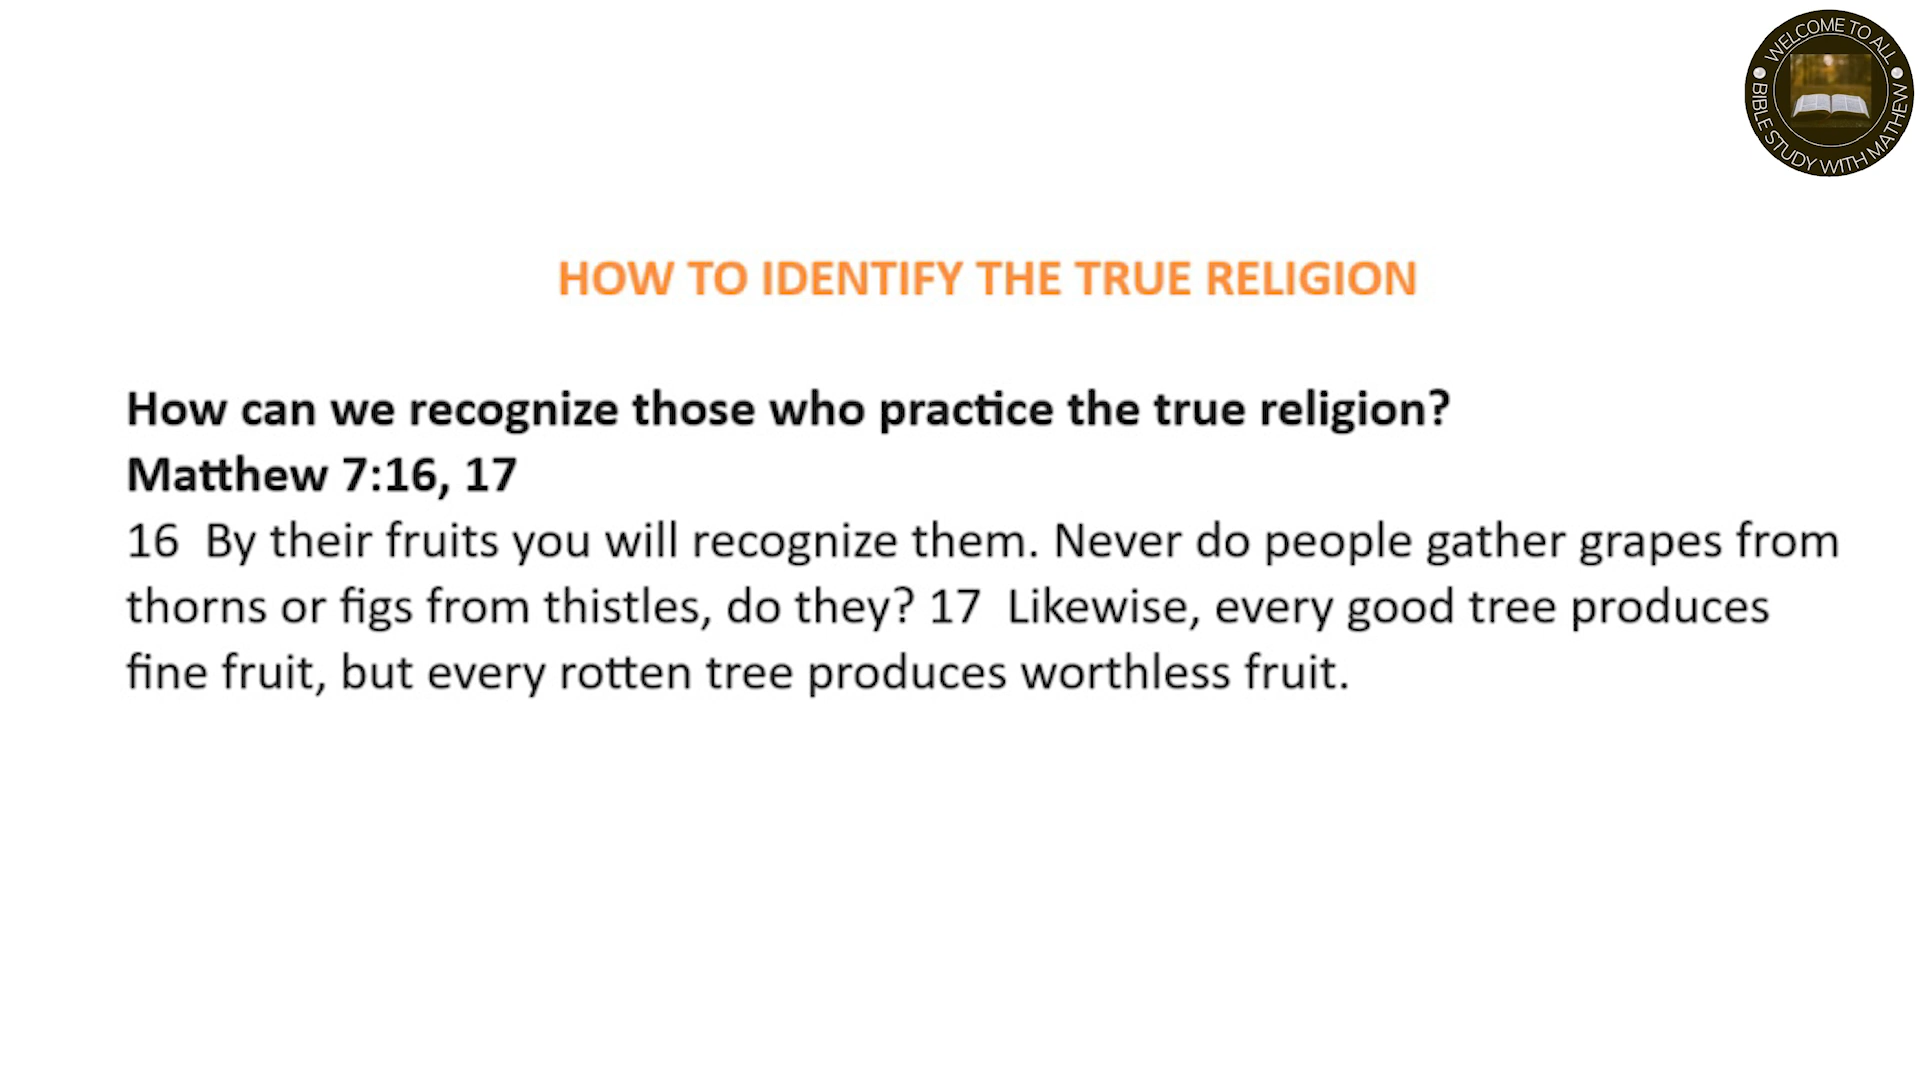 WELCOME TO ALL
BIBLE STUDY WITH MATHEW
HOW TO IDENTIFY THE TRUE RELIGION
How can we recognize those who practice the true religion?
Matthew 7:16, 17
16  By their fruits you will recognize them. Never do people gather grapes from
thorns or figs from thistles, do they? 17  Likewise, every good tree produces
fine fruit, but every rotten tree produces worthless fruit.